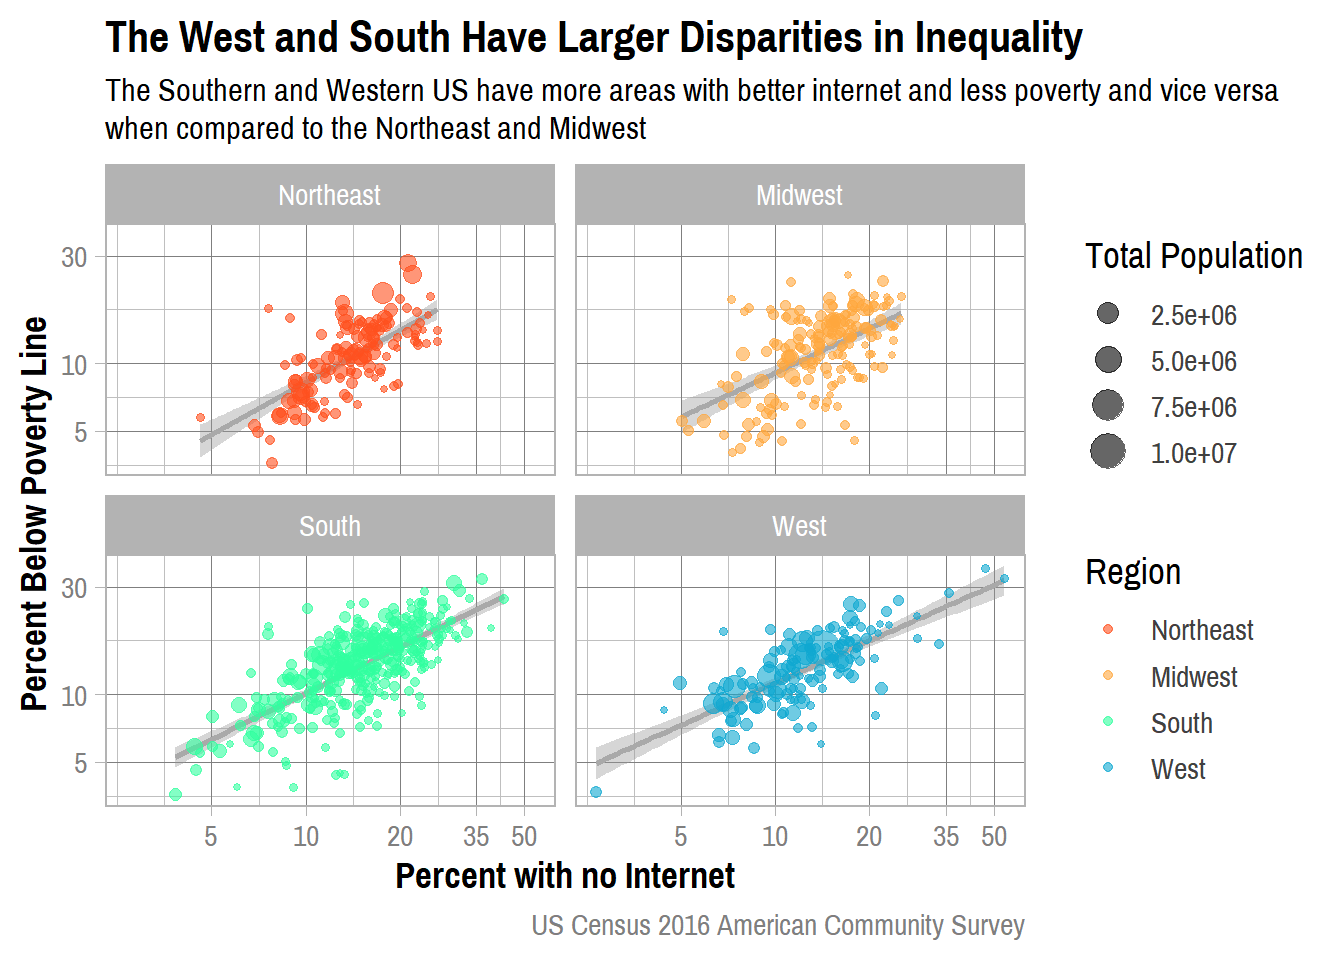 The West and South Have Larger Disparities in Inequality
The Southern and Western US have more areas with better internet and less poverty and vice versa
when compared to the Northeast and Midwest
Northeast
Midwest
30
10
5
South
West
30
10
5
5
10
20
35
50
5
10
20
35
50
Percent Below Poverty Line
Percent with no Internet
US Census 2016 American Community Survey
Total Population
2.5e+06
5.0e+06
7.5e+06
1.0e+07
Region
Northeast
Midwest
South
West